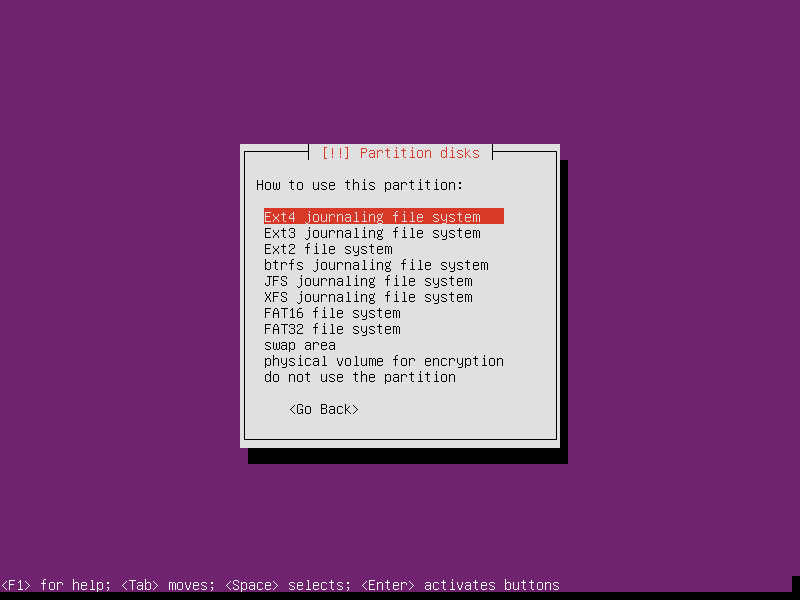 [!!] Partition disks
How to use this partition:
Ext4 journaling file system
Ext3 journaling file system
Ext2 file system
btrfs journaling file system
JFS journaling file system
XFS journaling file system
FAT16 file system
FAT32 file system
swap area
physical volume for encryption
do not use the partition
<Go Back>
<F1> for help; <Tab> moves; <Space> selects; <Enter> activates buttons